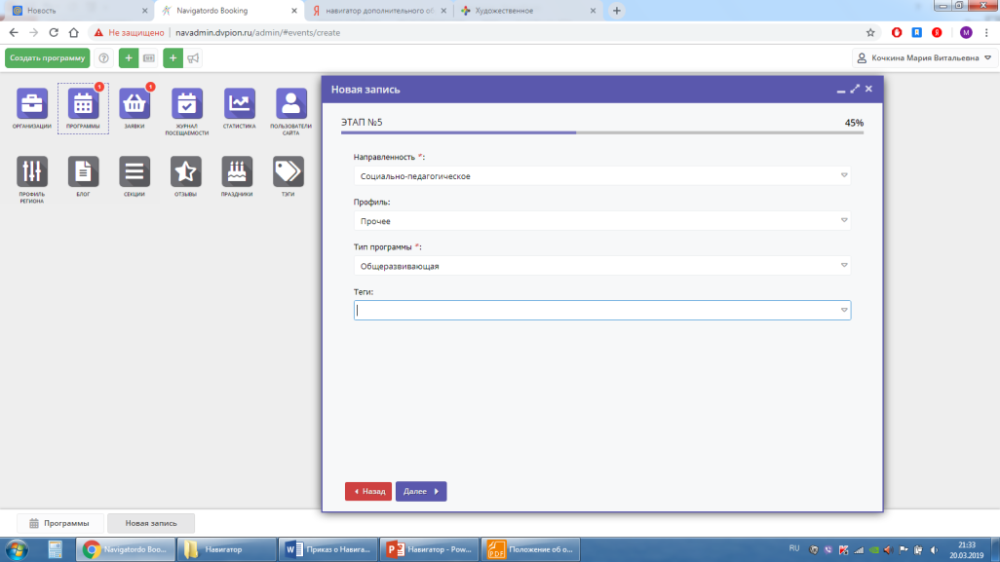 Новость
Navigatordo Booking
навигатор дополнительного об
Художественное
Не защищено
navadmin.dvpion.ru/admin/#events/create
М
Создать программу
Кочкина Мария Витальевна
1
1
ОРГАНИЗАЦИИ
ПРОГРАММЫ
ЗАЯВКИ
ЖУРНАЛ ПОСЕЩАЕМОСТИ
СТАТИСТИКА
ПОЛЬЗОВАТЕЛИ САЙТА
ПРОФИЛЬ РЕГИОНА
БЛОГ
СЕКЦИИ
ОТЗЫВЫ
ПРАЗДНИКИ
ТЭГИ
Новая запись
ЭТАП №5
45%
Направленность *:
Социально-педагогическое
Профиль:
Прочее
Тип программы *:
Общеразвивающая
Теги:
Назад
Далее
Программы
Новая запись
Navigatordo Boo...
Навигатор
Приказ о Навига...
Навигатор - Pow...
Положение об о...
RU
21:33
20.03.2019